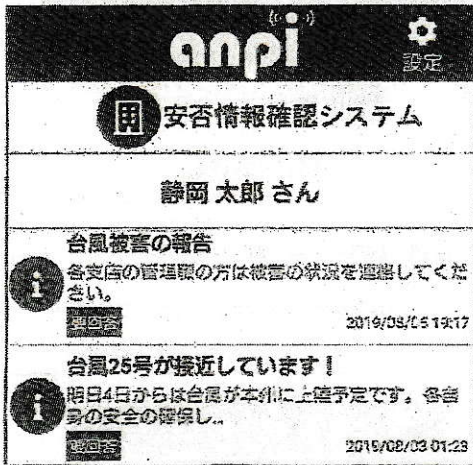 anpi
設定
安否情報確認システム
静岡 太郎 さん
台風被害の報告
各支店の管理職の方は被害の状況を連絡してくだ
さい。
要回答
2019/08/05 19:17
台風25号が接近しています！
明日4日からは台風が本州に上陸予定です。各自
身の安全の確保し..
要回答
2019/08/03 01:23